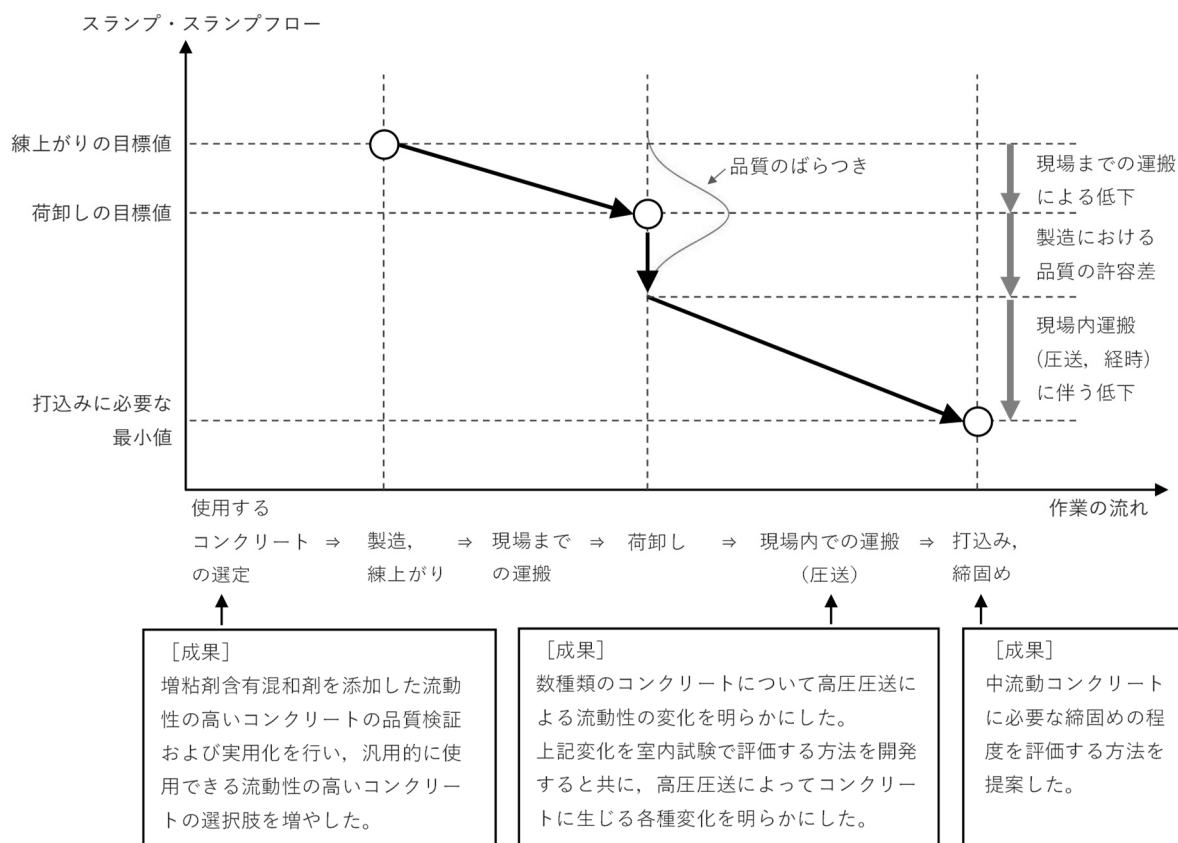 スランプ・スランプフロー
練上がりの目標値
荷卸しの目標値
打込みに必要な
最小値
品質のばらつき
現場までの運搬
による低下
製造における
品質の許容差
現場内運搬
(圧送，経時)
に伴う低下
作業の流れ
使用する
コンクリート
の選定
⇒
製造，
練上がり
⇒
現場まで
の運搬
⇒
荷卸し
⇒
現場内での運搬
（圧送）
⇒
打込み，
締固め
［成果］
増粘剤含有混和剤を添加した流動
性の高いコンクリートの品質検証
および実用化を行い，汎用的に使
用できる流動性の高いコンクリー
トの選択肢を増やした。
［成果］
数種類のコンクリートについて高圧圧送に
よる流動性の変化を明らかにした。
上記変化を室内試験で評価する方法を開発
すると共に，高圧圧送によってコンクリー
トに生じる各種変化を明らかにした。
［成果］
中流動コンクリート
に必要な締固めの程
度を評価する方法を
提案した。